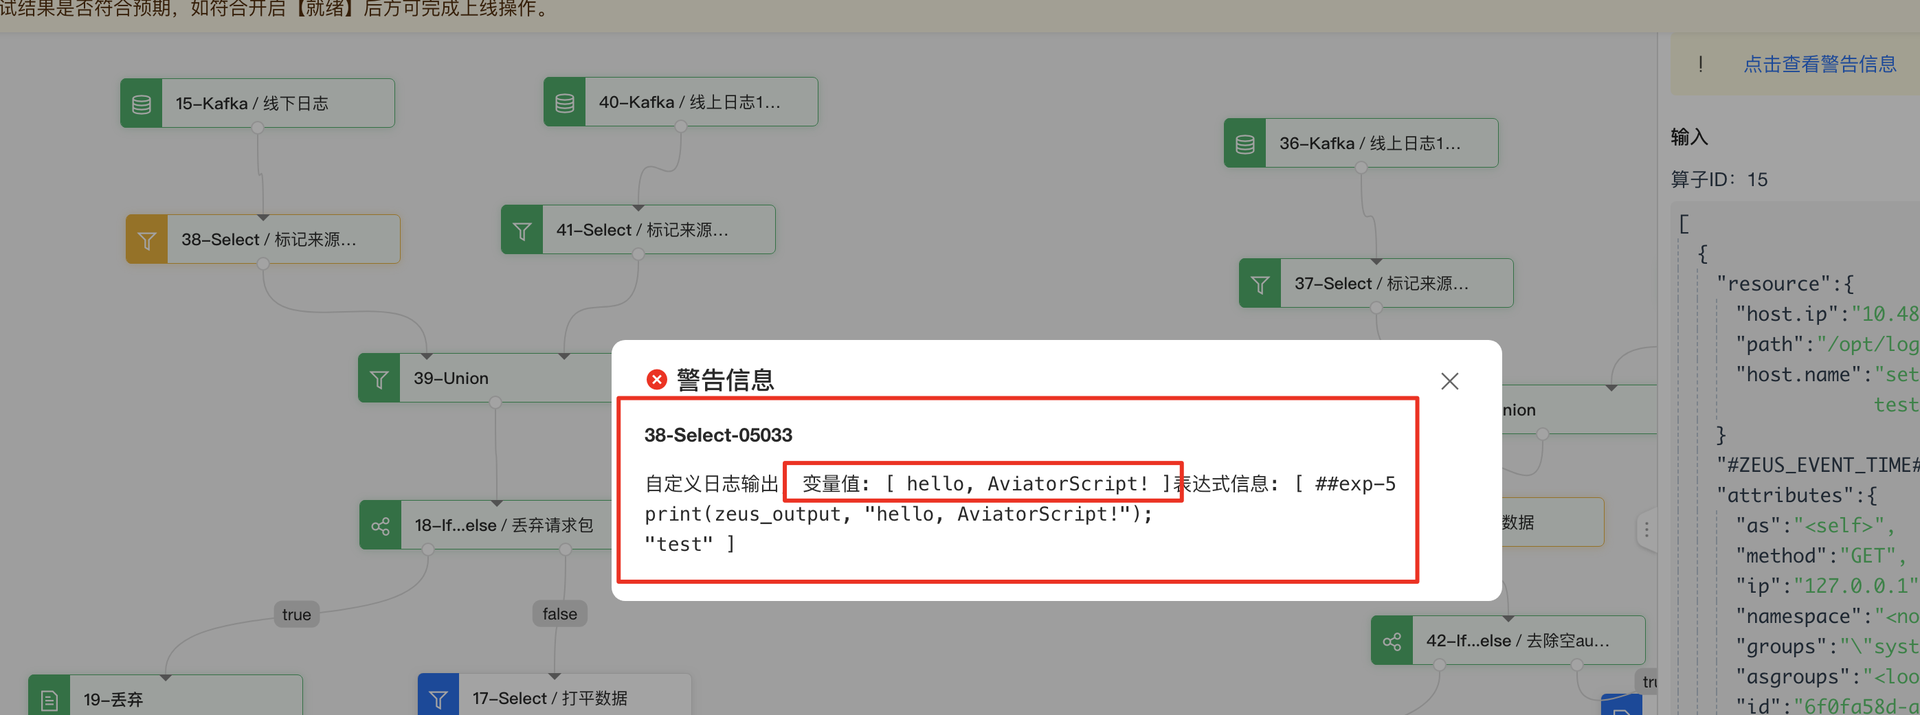 试结果是否符合预期，如符合开启【就绪】后方可完成上线操作。
15-Kafka / 线下日志
40-Kafka / 线上日志1...
36-Kafka / 线上日志1...
38-Select / 标记来源...
41-Select / 标记来源...
37-Select / 标记来源...
39-Union
nion
18-If...else / 丢弃请求包
数据
true
false
42-If...else / 去除空au...
tru
19-丢弃
17-Select / 打平数据
警告信息
38-Select-05033
自定义日志输出 变量值: [ hello, AviatorScript! ]表达式信息: [ ##exp-5
print(zeus_output, "hello, AviatorScript!");
"test" ]
! 点击查看警告信息
输入
算子ID：15
[
{
"resource":{
"host.ip":"10.48
"path":"/opt/log
"host.name":"set
test
}
"#ZEUS_EVENT_TIME#
"attributes":{
"as":"<self>",
"method":"GET",
"ip":"127.0.0.1"
"namespace":"<no
"groups":"\"syst
"asgroups":"<loo
"id":"6f0fa58d-a